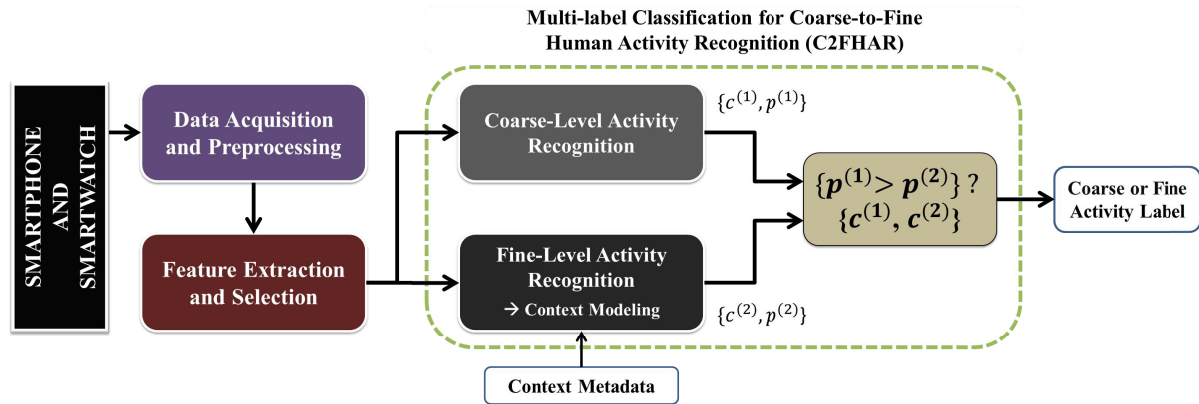 Multi-label Classification for Coarse-to-Fine
Human Activity Recognition (C2FHAR)
SMARTPHONE
AND
SMARTWATCH
Data Acquisition
and Preprocessing
Feature Extraction
and Selection
Coarse-Level Activity
Recognition
{c⁽¹⁾, p⁽¹⁾}
Fine-Level Activity
Recognition
→ Context Modeling
{c⁽²⁾, p⁽²⁾}
{p⁽¹⁾> p⁽²⁾} ?
{c⁽¹⁾, c⁽²⁾}
Coarse or Fine
Activity Label
Context Metadata